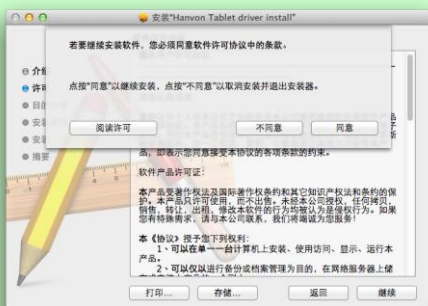 安装“Hanvon Tablet driver install”
若要继续安装软件，您必须同意软件许可协议中的条款。
点按“同意”以继续安装，点按“不同意”以取消安装并退出安装器。
阅读许可
不同意
同意
介绍
许可
目的
安装
安装
摘要
品，即表示您同意接受本协议的各项条款的约束。
软件产品许可证：
本产品受著作权法及国际著作权条约和其它知识产权法和条约的保
护。本产品只许可使用，而不出售。未经本公司授权，任何拷贝，
销售，转让，出租，修改本软件的行为均被认为是侵权行为。如果
您有特殊需求，请与本公司联系，我们将竭诚为您服务！
本《协议》授予您下列权利：
1、可以在单一一台计算机上安装、使用访问、显示、运行本
产品。
2、可以仅以进行备份或档案管理为目的，在网络服务器上储
打印...
存储...
返回
继续